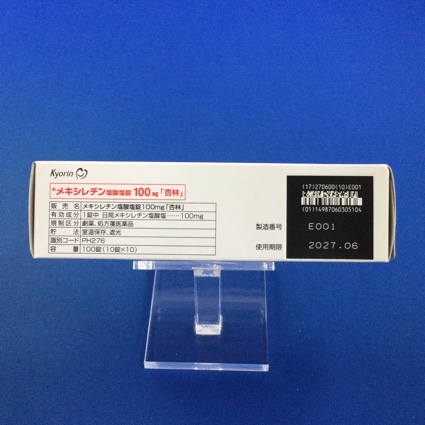 Kyorin
*メキシレチン塩酸塩錠100mg「杏林」
販売名 メキシレチン塩酸塩錠100mg「杏林」
有効成分 1錠中 日局メキシレチン塩酸塩……100mg
規制区分 劇薬、処方箋医薬品
貯法 室温保存、遮光
識別コード PH276
容量 100錠(10錠×10)
(17)270600(10)E001
(01)14987060305104
製造番号 E001
使用期限 2027.06